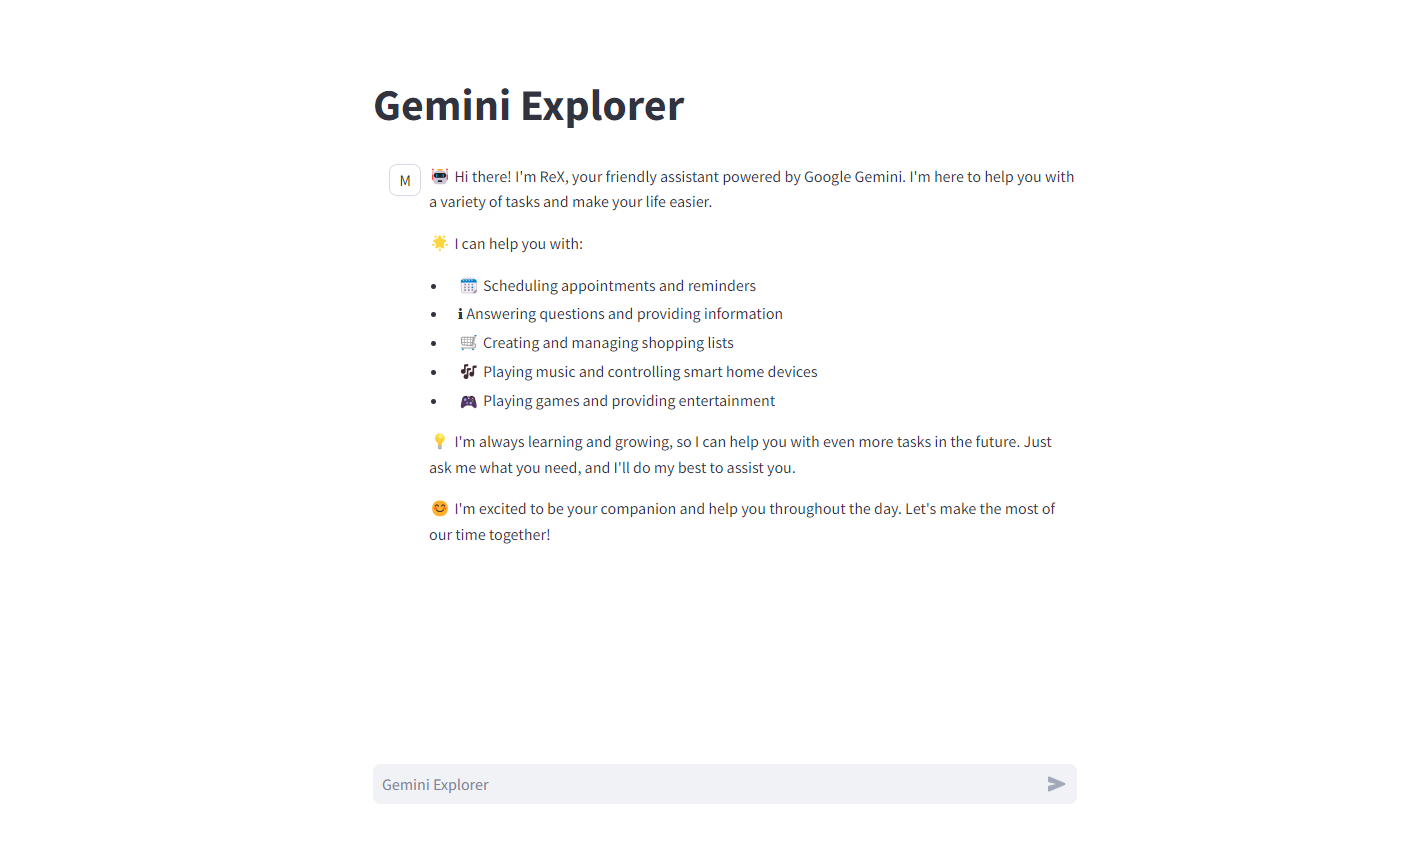 Gemini Explorer
M
🤖 Hi there! I'm ReX, your friendly assistant powered by Google Gemini. I'm here to help you with
a variety of tasks and make your life easier.
🌟 I can help you with:
• 🗓️ Scheduling appointments and reminders
• ℹ Answering questions and providing information
• 🛒 Creating and managing shopping lists
• 🎶 Playing music and controlling smart home devices
• 🎮 Playing games and providing entertainment
💡 I'm always learning and growing, so I can help you with even more tasks in the future. Just
ask me what you need, and I'll do my best to assist you.
😊 I'm excited to be your companion and help you throughout the day. Let's make the most of
our time together!
Gemini Explorer